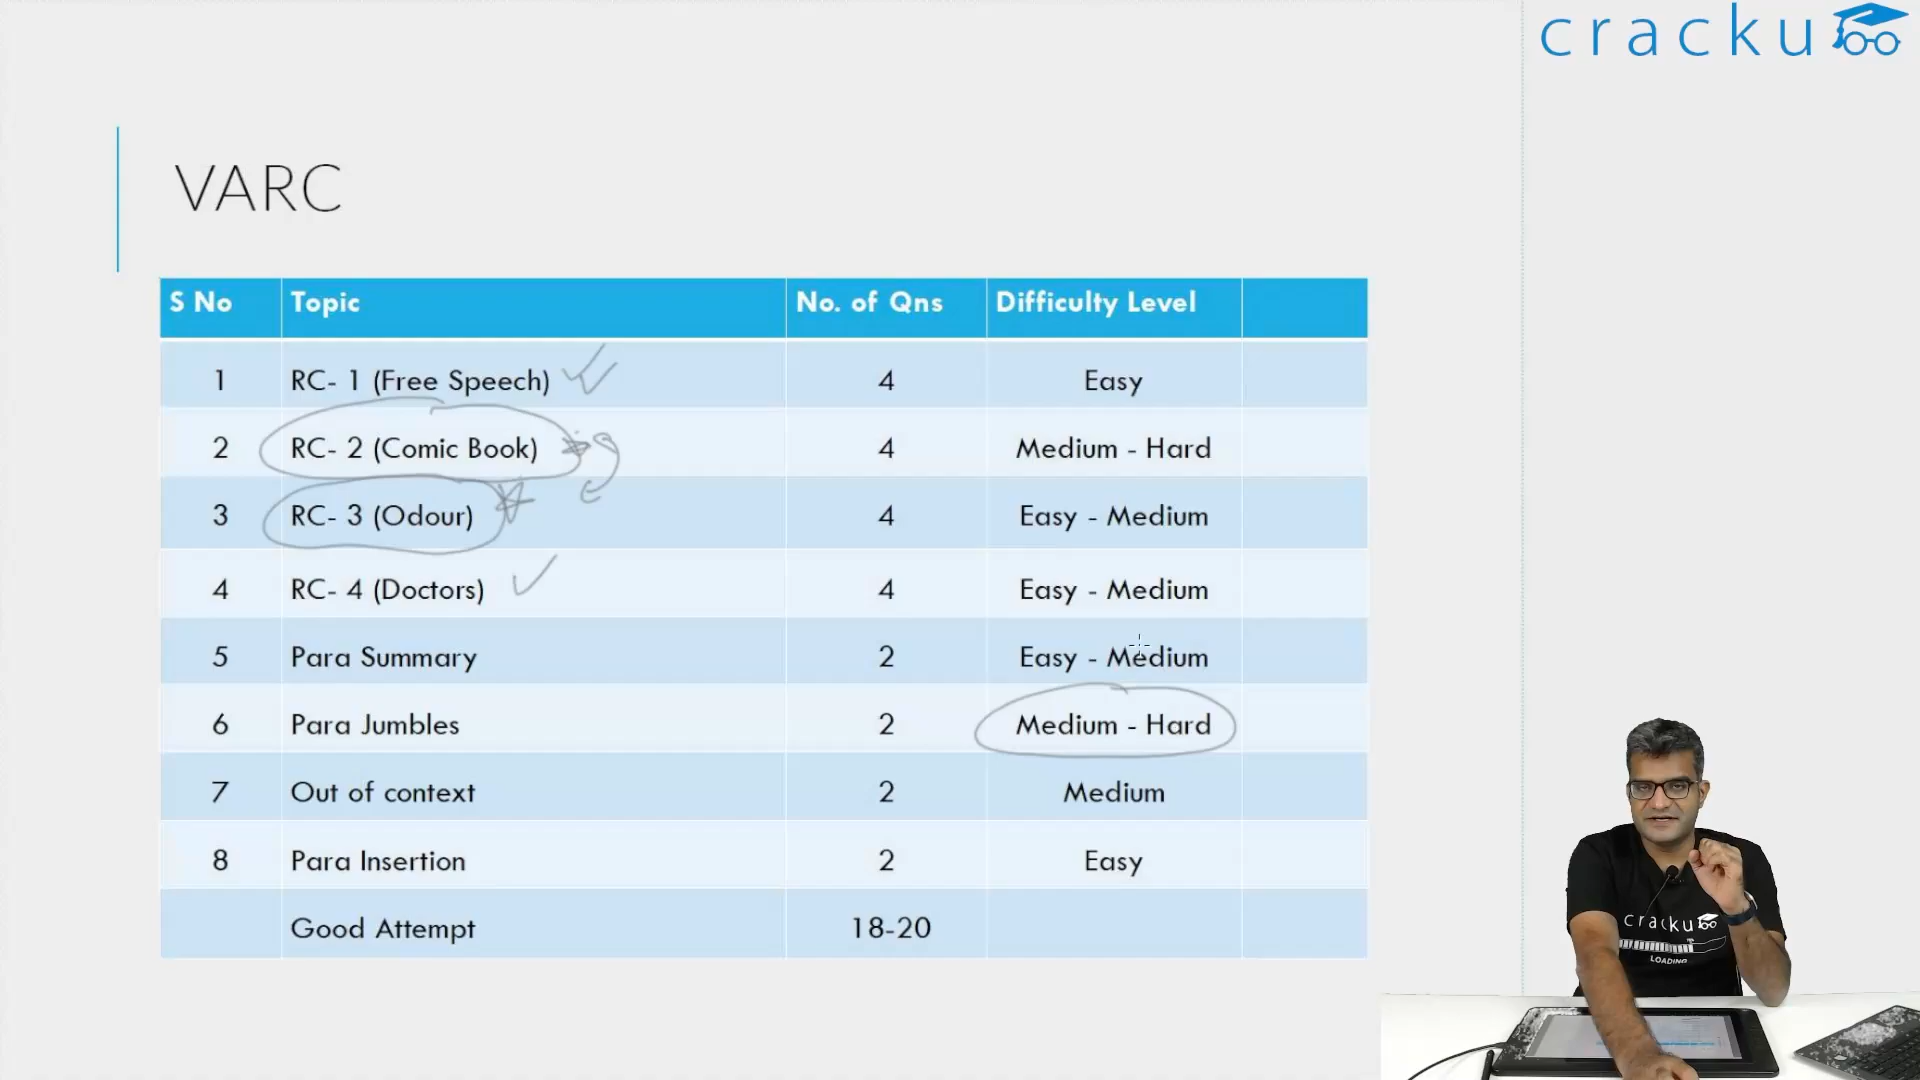 cracku
VARC
S No Topic No. of Qns Difficulty Level
1 RC- 1 (Free Speech) 4 Easy
2 RC- 2 (Comic Book) 4 Medium - Hard
3 RC- 3 (Odour) 4 Easy - Medium
4 RC- 4 (Doctors) 4 Easy - Medium
5 Para Summary 2 Easy - Medium
6 Para Jumbles 2 Medium - Hard
7 Out of context 2 Medium
8 Para Insertion 2 Easy
Good Attempt 18-20
cracku
LOADING